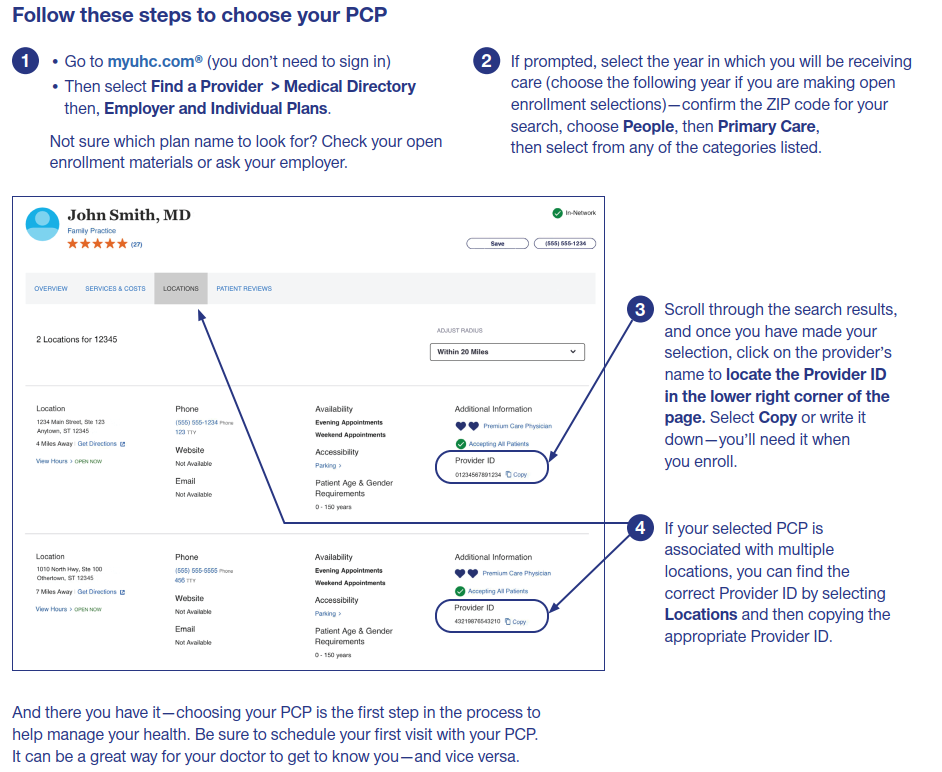 Follow these steps to choose your PCP
1
• Go to myuhc.com® (you don’t need to sign in)
• Then select Find a Provider > Medical Directory
then, Employer and Individual Plans.
Not sure which plan name to look for? Check your open
enrollment materials or ask your employer.
2
If prompted, select the year in which you will be receiving
care (choose the following year if you are making open
enrollment selections)—confirm the ZIP code for your
search, choose People, then Primary Care,
then select from any of the categories listed.
John Smith, MD
Family Practice
(27)
In-Network
Save
(555) 555-1234
OVERVIEW
SERVICES & COSTS
LOCATIONS
PATIENT REVIEWS
2 Locations for 12345
ADJUST RADIUS
Within 20 Miles
Location
1234 Main Street, Ste 123
Anytown, ST 12345
4 Miles Away Get Directions
View Hours > OPEN NOW
Phone
(555) 555-1234 Phone
123 TTY
Website
Not Available
Email
Not Available
Availability
Evening Appointments
Weekend Appointments
Accessibility
Parking >
Patient Age & Gender
Requirements
0 - 150 years
Additional Information
Premium Care Physician
Accepting All Patients
Provider ID
01234567891234 Copy
Location
1010 North Hwy, Ste 100
Othertown, ST 12345
7 Miles Away Get Directions
View Hours > OPEN NOW
Phone
(555) 555-5555 Phone
466 TTY
Website
Not Available
Email
Not Available
Availability
Evening Appointments
Weekend Appointments
Accessibility
Parking >
Patient Age & Gender
Requirements
0 - 150 years
Additional Information
Premium Care Physician
Accepting All Patients
Provider ID
43219876543210 Copy
3
Scroll through the search results,
and once you have made your
selection, click on the provider’s
name to locate the Provider ID
in the lower right corner of the
page. Select Copy or write it
down—you’ll need it when
you enroll.
4
If your selected PCP is
associated with multiple
locations, you can find the
correct Provider ID by selecting
Locations and then copying the
appropriate Provider ID.
And there you have it—choosing your PCP is the first step in the process to
help manage your health. Be sure to schedule your first visit with your PCP.
It can be a great way for your doctor to get to know you—and vice versa.